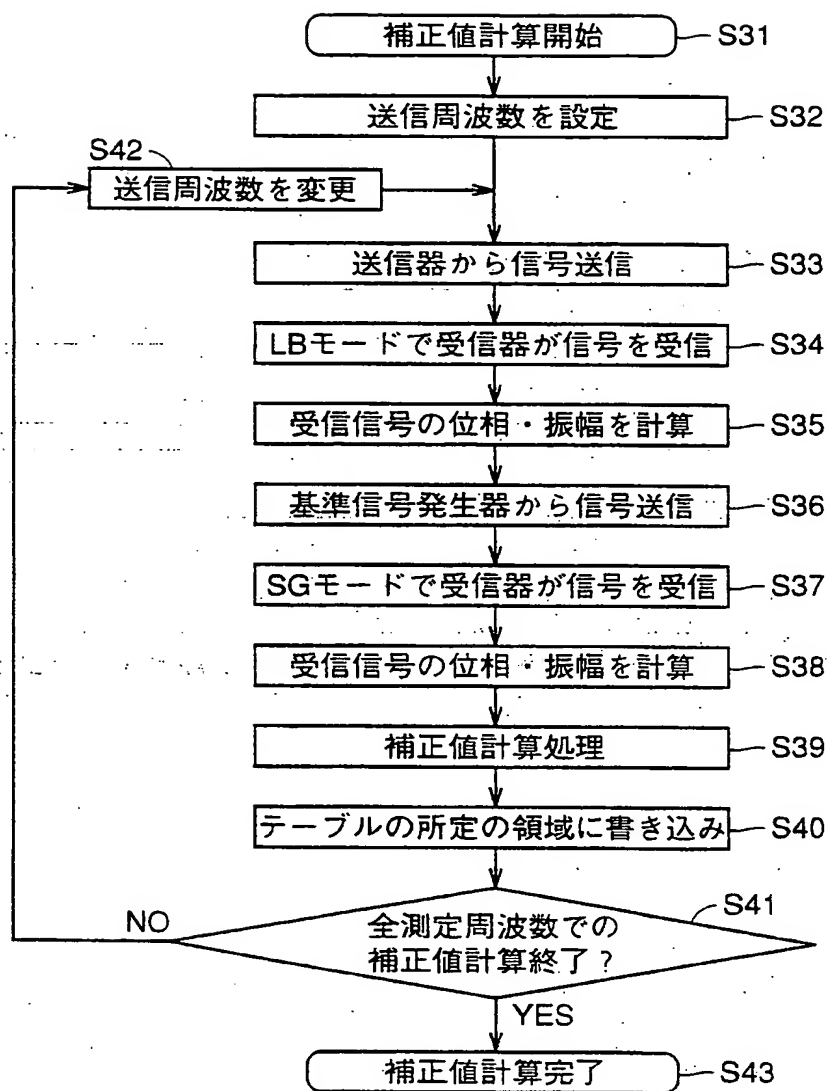 補正値計算開始 S31
送信周波数を設定 S32
S42
送信周波数を変更
送信器から信号送信 S33
LBモードで受信器が信号を受信 S34
受信信号の位相・振幅を計算 S35
基準信号発生器から信号送信 S36
SGモードで受信器が信号を受信 S37
受信信号の位相・振幅を計算 S38
補正値計算処理 S39
テーブルの所定の領域に書き込み S40
S41
NO
全測定周波数での
補正値計算終了?
YES
補正値計算完了 S43